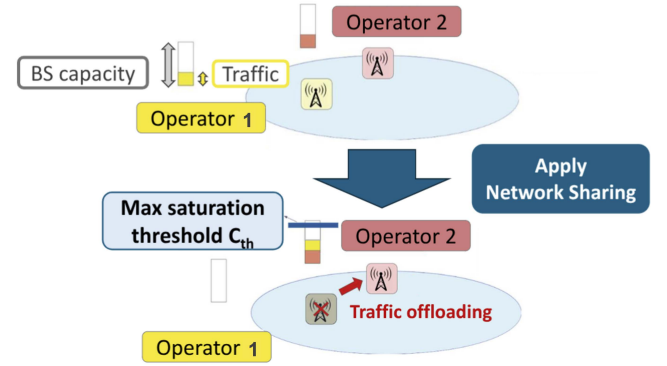 Operator 2
BS capacity
Traffic
Operator 1
Apply
Network Sharing
Max saturation
threshold C_th
Operator 2
Traffic offloading
Operator 1